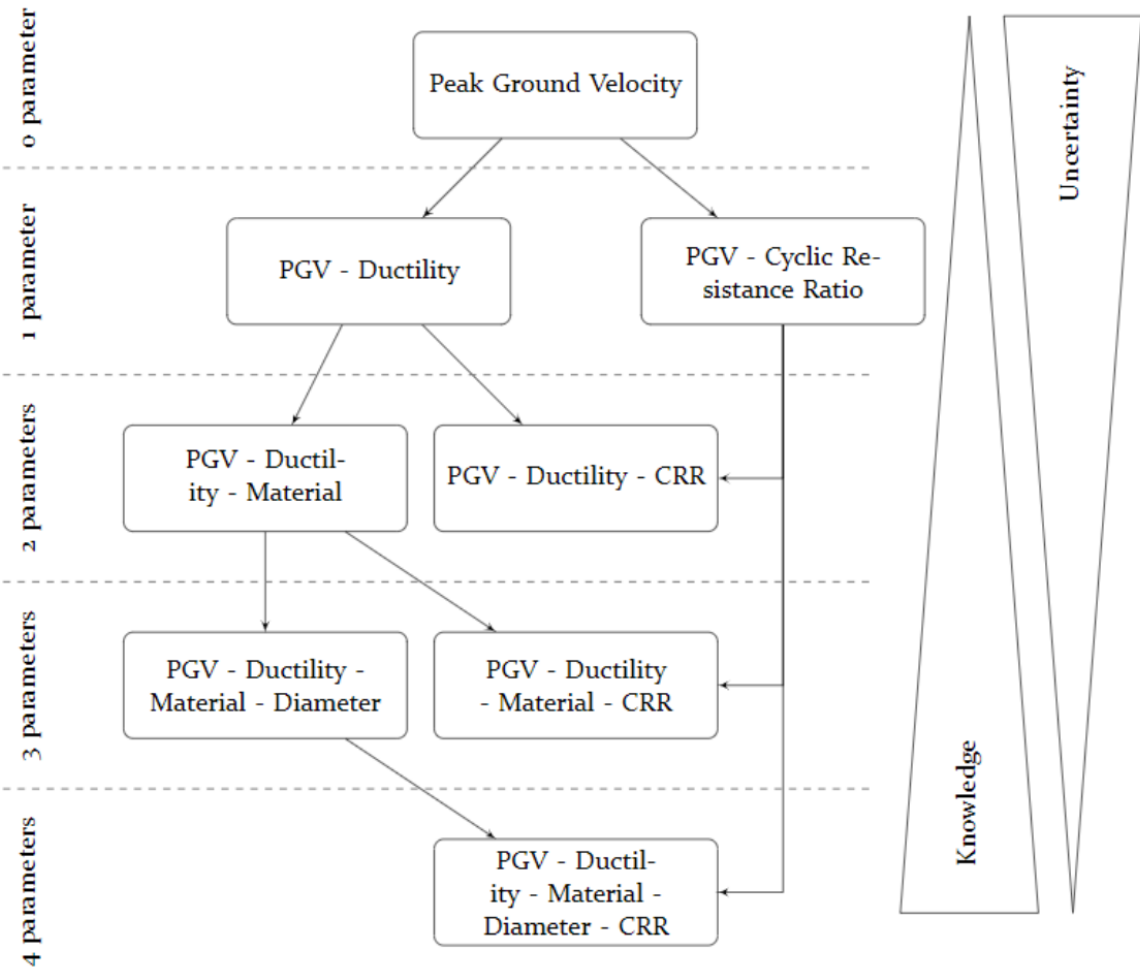 0 parameter
Peak Ground Velocity
Uncertainty
1 parameter
PGV - Ductility
PGV - Cyclic Re-
sistance Ratio
2 parameters
PGV - Ductil-
ity - Material
PGV - Ductility - CRR
3 parameters
PGV - Ductility -
Material - Diameter
PGV - Ductility
- Material - CRR
Knowledge
4 parameters
PGV - Ductil-
ity - Material -
Diameter - CRR